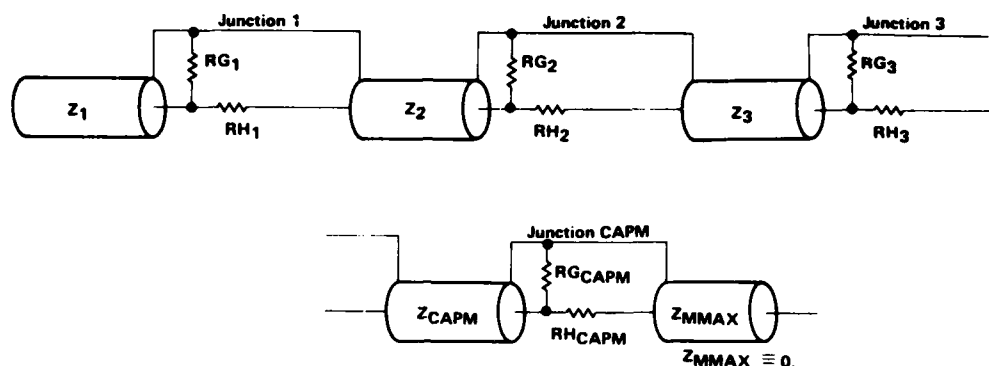 Junction 1
Junction 2
Junction 3
RG1
RG2
RG3
Z1
Z2
Z3
RH1
RH2
RH3
Junction CAPM
RGCAPM
ZCAPM
ZMMAX
RHCAPM
ZMMAX ≡ 0.